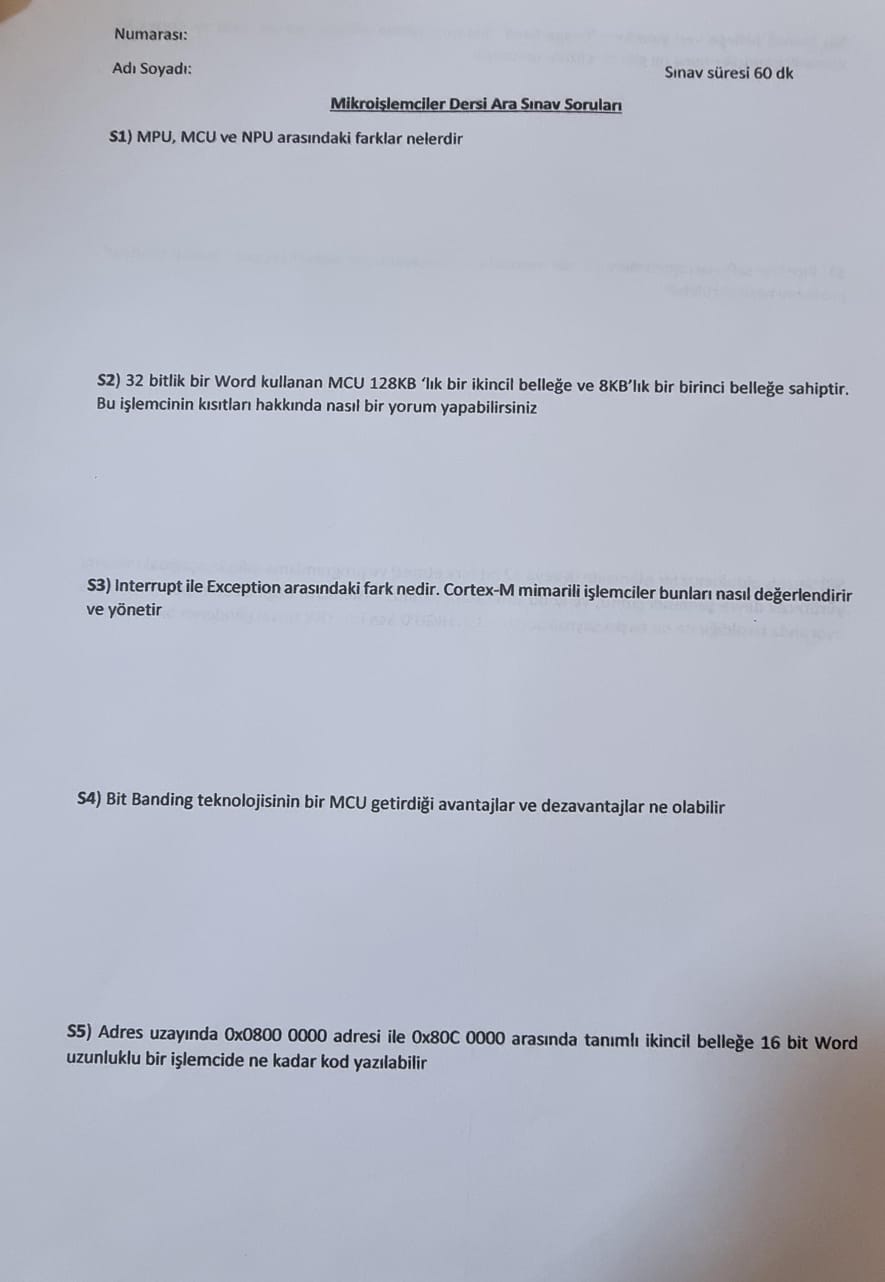 Numarası:
Adı Soyadı:
Sınav süresi 60 dk
Mikroişlemciler Dersi Ara Sınav Soruları
S1) MPU, MCU ve NPU arasındaki farklar nelerdir
S2) 32 bitlik bir Word kullanan MCU 128KB ‘lık bir ikincil belleğe ve 8KB’lık bir birinci belleğe sahiptir.
Bu işlemcinin kısıtları hakkında nasıl bir yorum yapabilirsiniz
S3) Interrupt ile Exception arasındaki fark nedir. Cortex-M mimarili işlemciler bunları nasıl değerlendirir
ve yönetir
S4) Bit Banding teknolojisinin bir MCU getirdiği avantajlar ve dezavantajlar ne olabilir
S5) Adres uzayında 0x0800 0000 adresi ile 0x80C 0000 arasında tanımlı ikincil belleğe 16 bit Word
uzunluklu bir işlemcide ne kadar kod yazılabilir